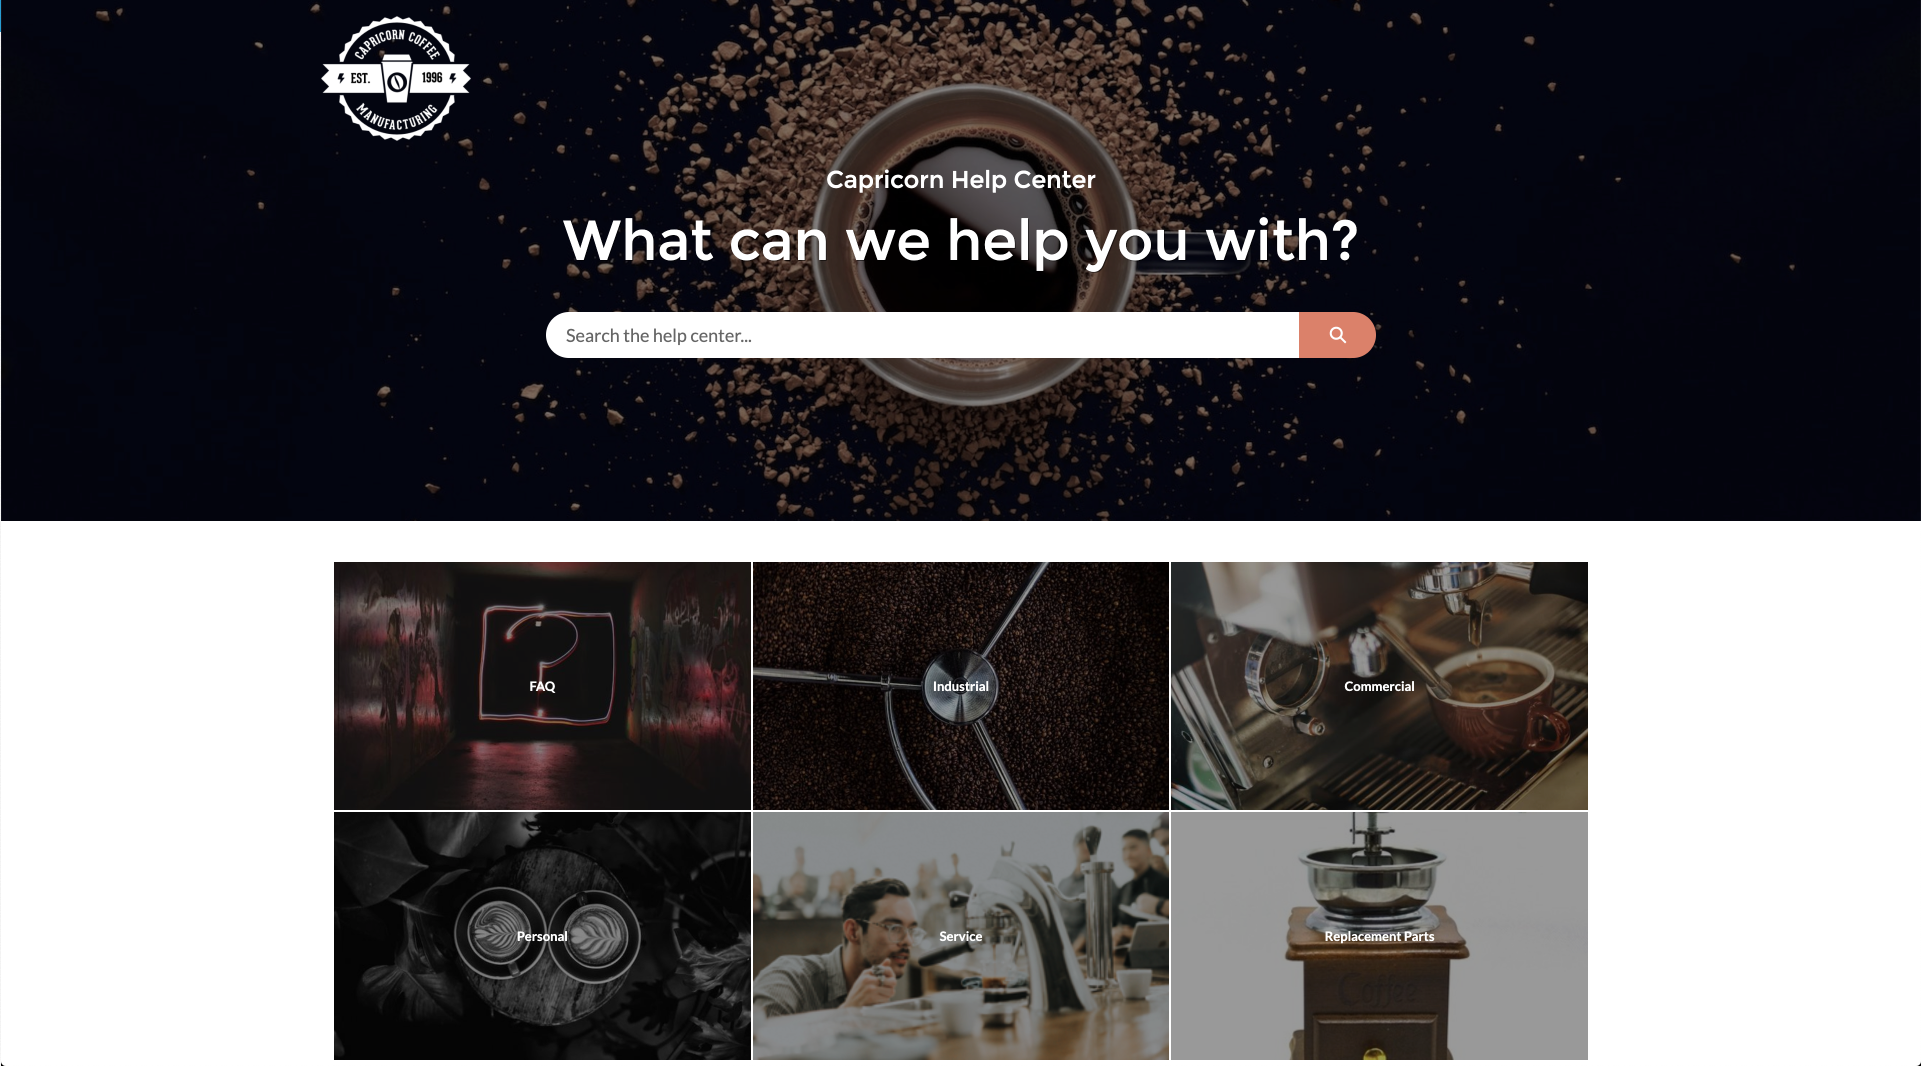 CAPRICORN COFFEE
EST. 1996
MANUFACTURING
Capricorn Help Center
What can we help you with?
Search the help center...
FAQ
Industrial
Commercial
Personal
Service
Replacement Parts
Coffee